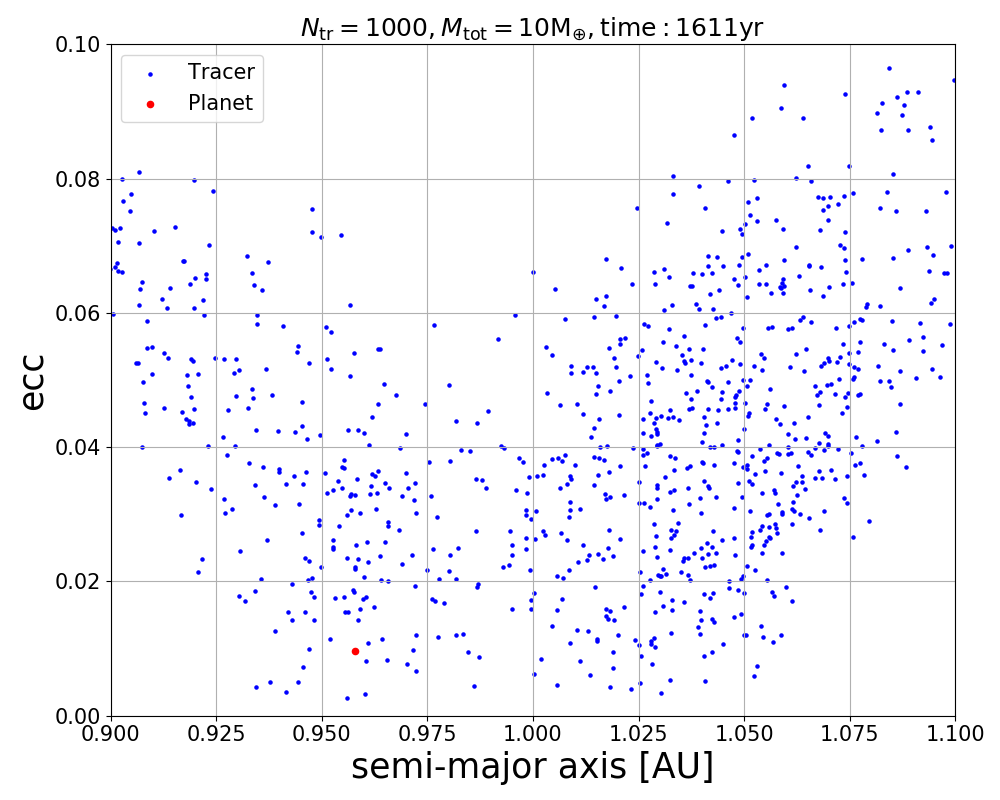 N_tr = 1000, M_tot = 10M_⊕, time : 1611yr
Tracer
Planet
ecc
0.10
0.08
0.06
0.04
0.02
0.00
0.900 0.925 0.950 0.975 1.000 1.025 1.050 1.075 1.100
semi-major axis [AU]